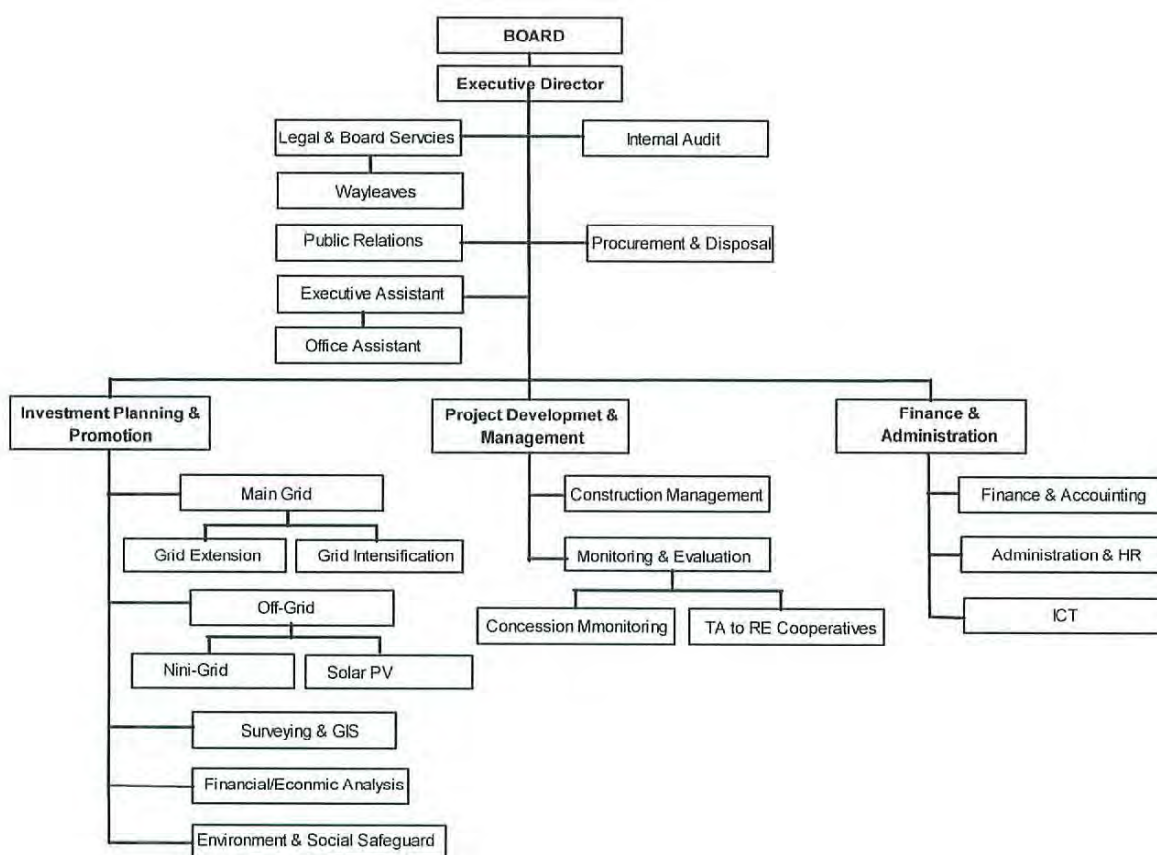 BOARD
Executive Director
Legal & Board Servcies
Internal Audit
Wayleaves
Public Relations
Procurement & Disposal
Executive Assistant
Office Assistant
Investment Planning &
Promotion
Project Developmet &
Management
Finance &
Administration
Main Grid
Grid Extension
Grid Intensification
Off-Grid
Nini-Grid
Solar PV
Surveying & GIS
Financial/Econmic Analysis
Environment & Social Safeguard
Construction Management
Monitoring & Evaluation
Concession Mmonitoring
TA to RE Cooperatives
Finance & Accouinting
Administration & HR
ICT